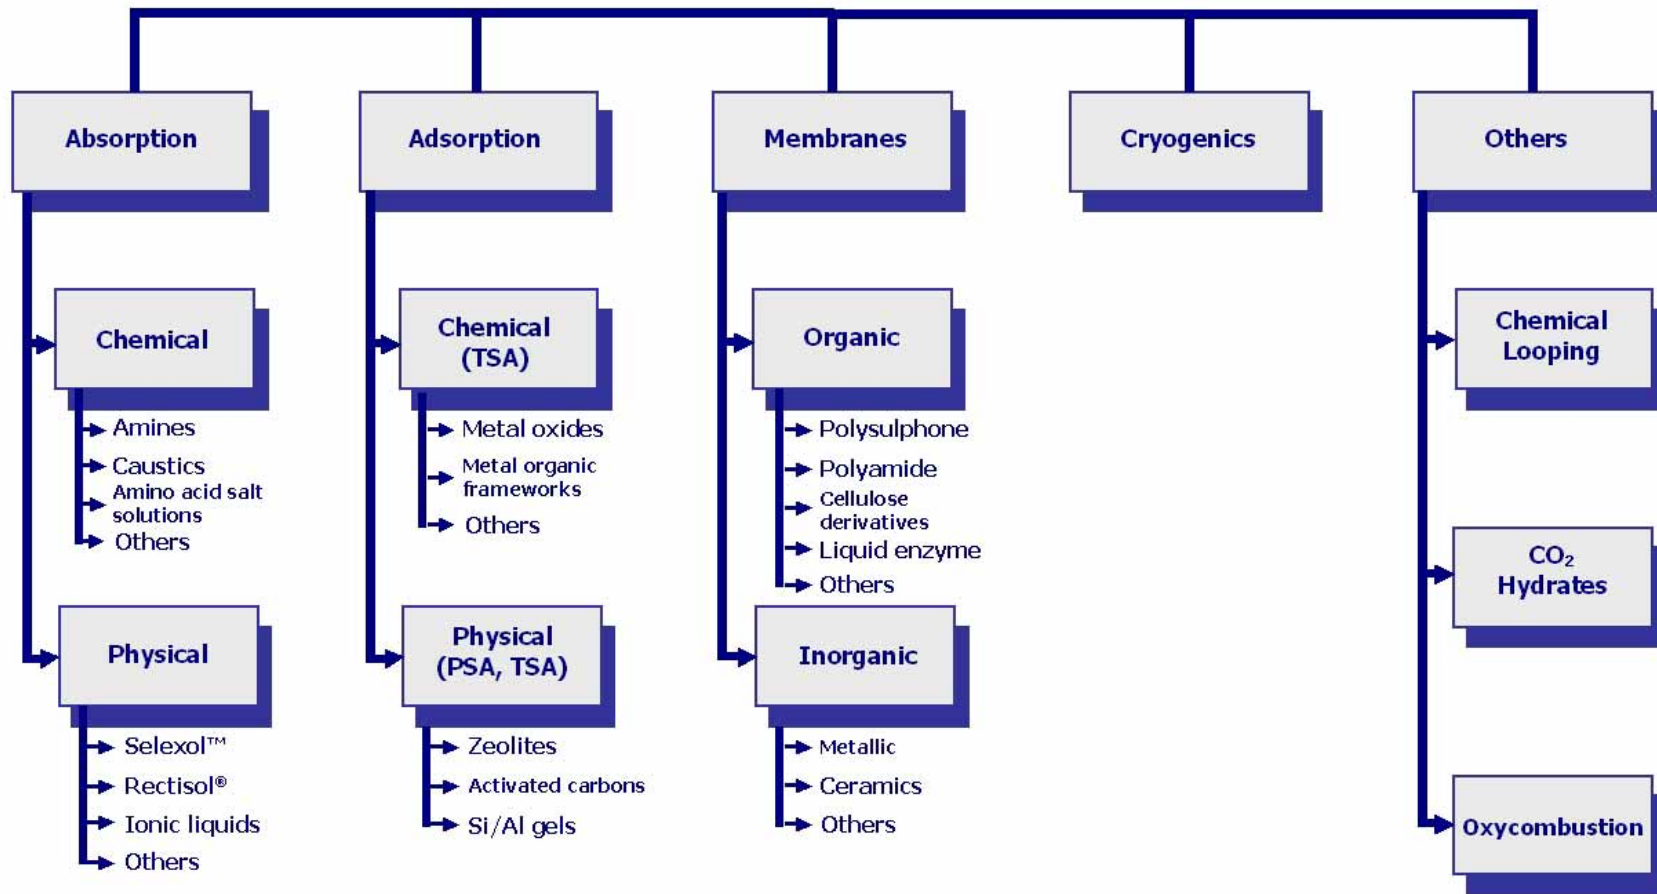 Absorption
Adsorption
Membranes
Cryogenics
Others
Chemical
Amines
Caustics
Amino acid salt
solutions
Others
Physical
Selexol™
Rectisol®
Ionic liquids
Others
Chemical
(TSA)
Metal oxides
Metal organic
frameworks
Others
Physical
(PSA, TSA)
Zeolites
Activated carbons
Si/Al gels
Organic
Polysulphone
Polyamide
Cellulose
derivatives
Liquid enzyme
Others
Inorganic
Metallic
Ceramics
Others
Chemical
Looping
CO₂
Hydrates
Oxycombustion